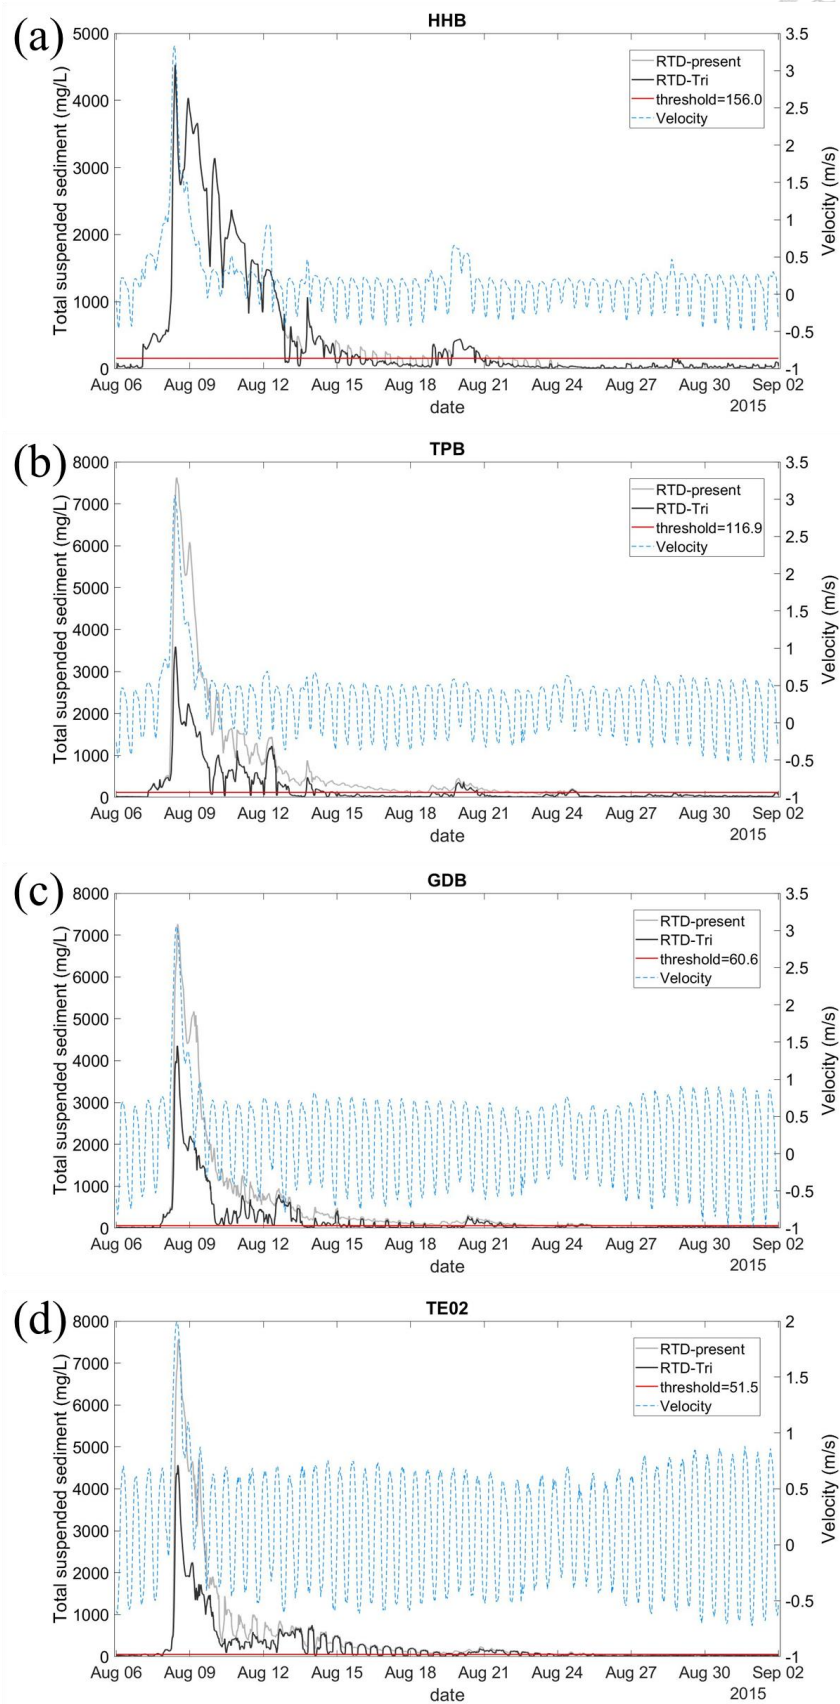 (a)
HHB
Total suspended sediment (mg/L)
5000
4000
3000
2000
1000
0
3.5
3
2.5
2
1.5
1
0.5
0
-0.5
-1
Velocity (m/s)
RTD-present
RTD-Tri
threshold=156.0
Velocity
Aug 06 Aug 09 Aug 12 Aug 15 Aug 18 Aug 21 Aug 24 Aug 27 Aug 30 Sep 02
date
2015
(b)
TPB
Total suspended sediment (mg/L)
8000
7000
6000
5000
4000
3000
2000
1000
0
3.5
3
2.5
2
1.5
1
0.5
0
-0.5
-1
Velocity (m/s)
RTD-present
RTD-Tri
threshold=116.9
Velocity
Aug 06 Aug 09 Aug 12 Aug 15 Aug 18 Aug 21 Aug 24 Aug 27 Aug 30 Sep 02
date
2015
(c)
GDB
Total suspended sediment (mg/L)
8000
7000
6000
5000
4000
3000
2000
1000
0
3.5
3
2.5
2
1.5
1
0.5
0
-0.5
-1
Velocity (m/s)
RTD-present
RTD-Tri
threshold=60.6
Velocity
Aug 06 Aug 09 Aug 12 Aug 15 Aug 18 Aug 21 Aug 24 Aug 27 Aug 30 Sep 02
date
2015
(d)
TE02
Total suspended sediment (mg/L)
8000
7000
6000
5000
4000
3000
2000
1000
0
2
1.5
1
0.5
0
-0.5
-1
Velocity (m/s)
RTD-present
RTD-Tri
threshold=51.5
Velocity
Aug 06 Aug 09 Aug 12 Aug 15 Aug 18 Aug 21 Aug 24 Aug 27 Aug 30 Sep 02
date
2015